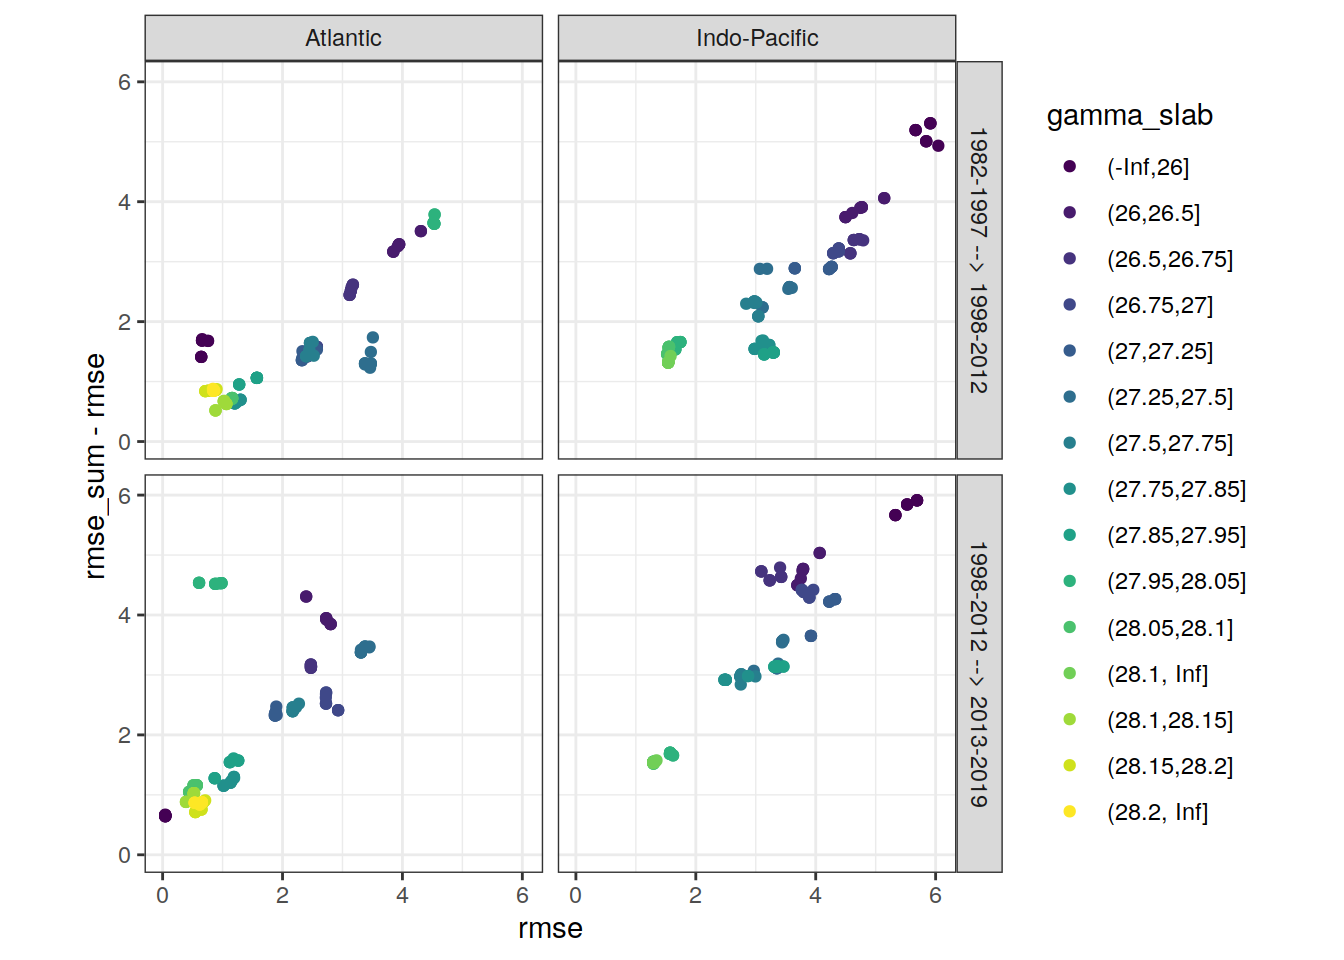 Atlantic
Indo-Pacific
6
4
2
0
1982-1997 --> 1998-2012
6
4
2
0
1998-2012 --> 2013-2019
0
2
4
6
0
2
4
6
rmse
rmse_sum - rmse
gamma_slab
(-Inf,26]
(26,26.5]
(26.5,26.75]
(26.75,27]
(27,27.25]
(27.25,27.5]
(27.5,27.75]
(27.75,27.85]
(27.85,27.95]
(27.95,28.05]
(28.05,28.1]
(28.1, Inf]
(28.1,28.15]
(28.15,28.2]
(28.2, Inf]